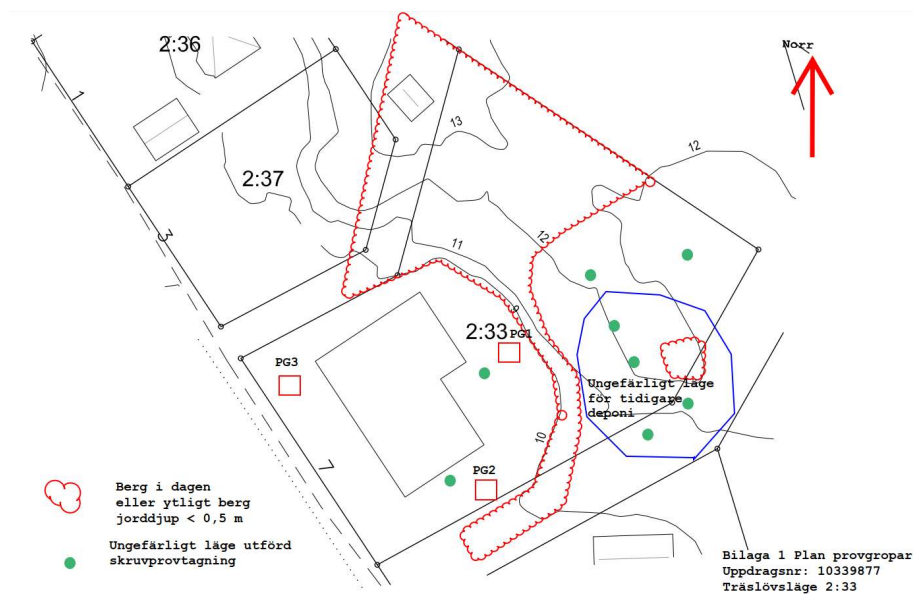 2:36
Norr
1
13
12
2:37
3
11
12
9
2:33
PG1
PG3
Ungefärligt läge
för tidigare
deponi
10
7
PG2
Berg i dagen
eller ytligt berg
jorddjup < 0,5 m
Ungefärligt läge utförd
skruvprovtagning
Bilaga 1 Plan provgropar
Uppdragsnr: 10339877
Träslövsläge 2:33